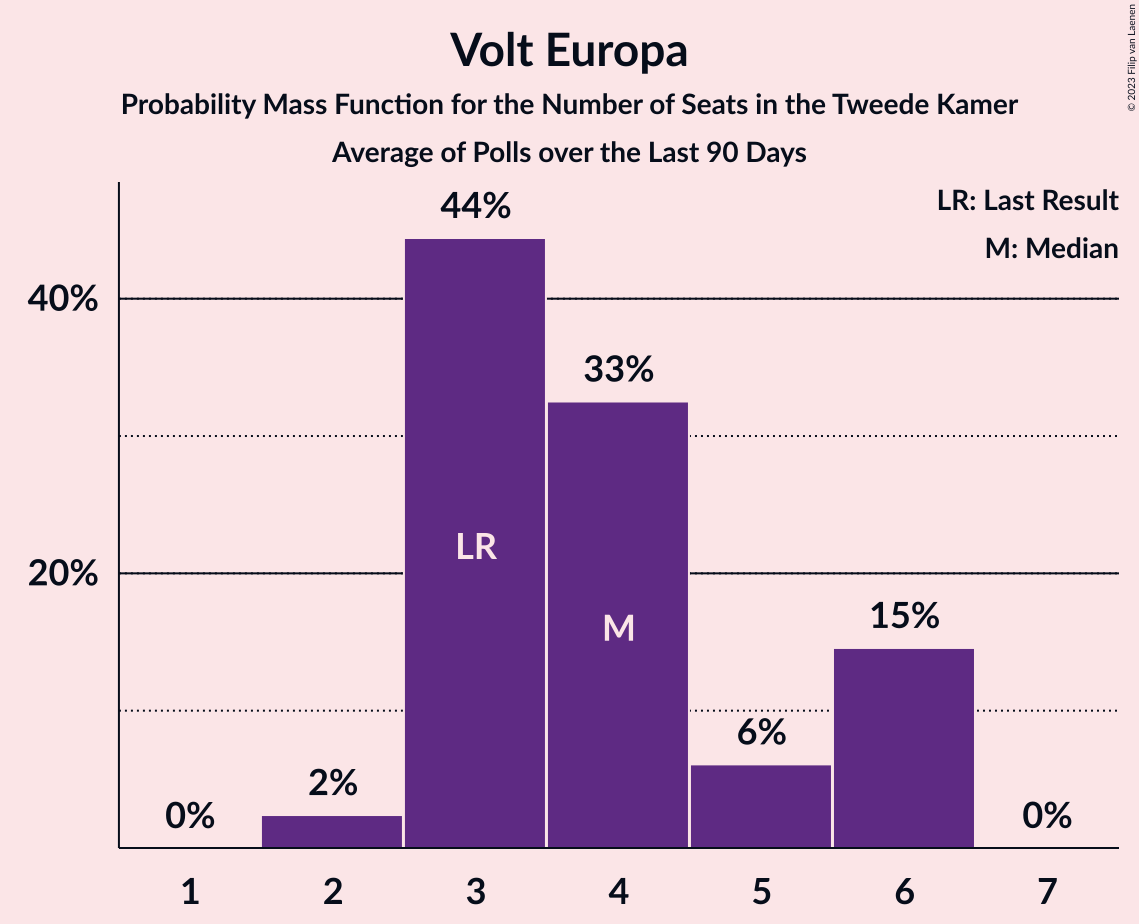 Volt Europa
Probability Mass Function for the Number of Seats in the Tweede Kamer
Average of Polls over the Last 90 Days
© 2023 Filip van Laenen
LR: Last Result
M: Median
44%
40%
33%
LR
20%
M
15%
6%
2%
0%
0%
1 2 3 4 5 6 7